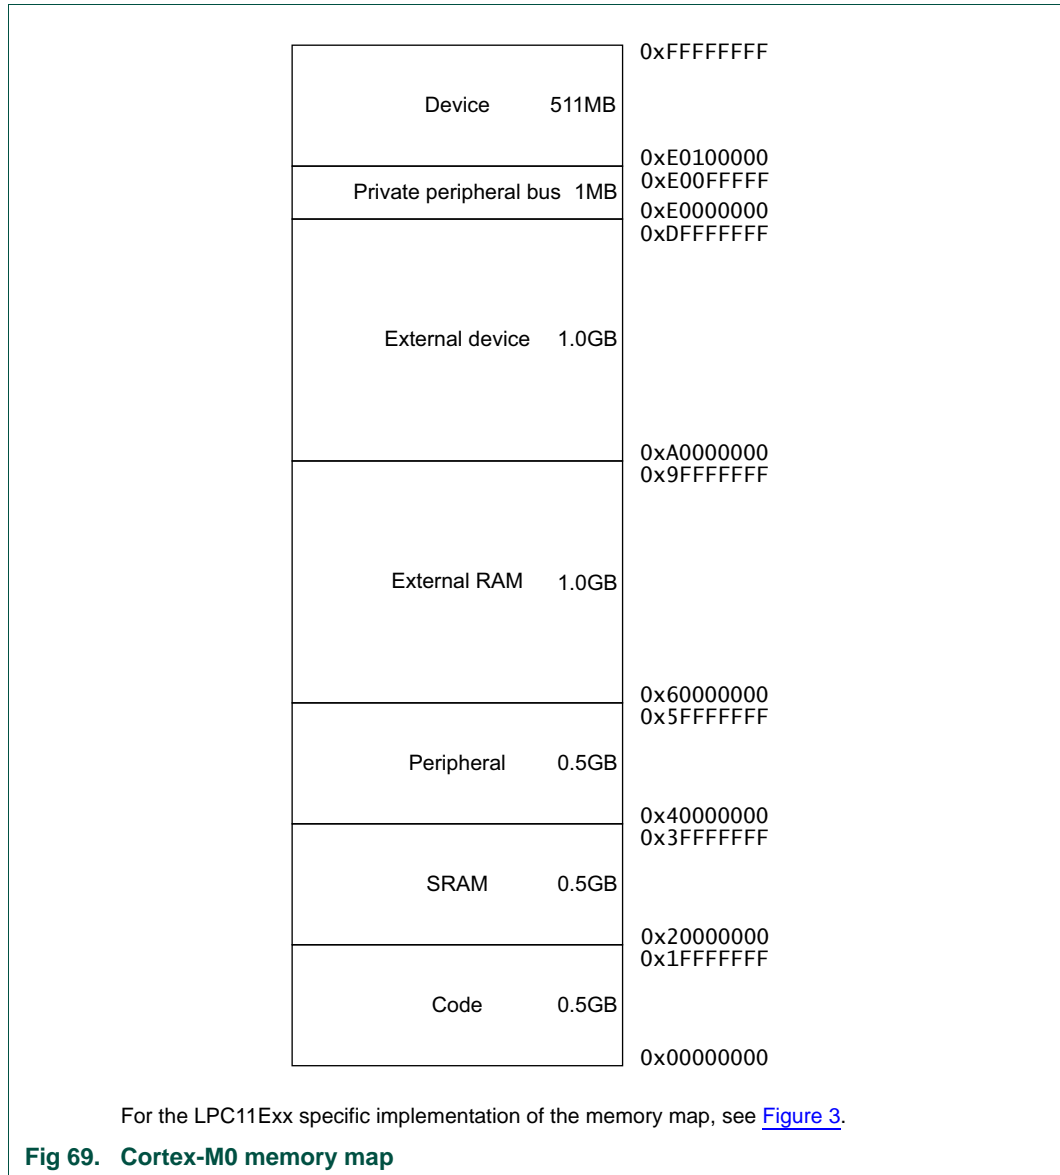 0xFFFFFFFF
Device 511MB
0xE0100000
0xE00FFFFF
Private peripheral bus 1MB
0xE0000000
0xDFFFFFFF
External device 1.0GB
0xA0000000
0x9FFFFFFF
External RAM 1.0GB
0x60000000
0x5FFFFFFF
Peripheral 0.5GB
0x40000000
0x3FFFFFFF
SRAM 0.5GB
0x20000000
0x1FFFFFFF
Code 0.5GB
0x00000000
For the LPC11Exx specific implementation of the memory map, see Figure 3.
Fig 69. Cortex-M0 memory map